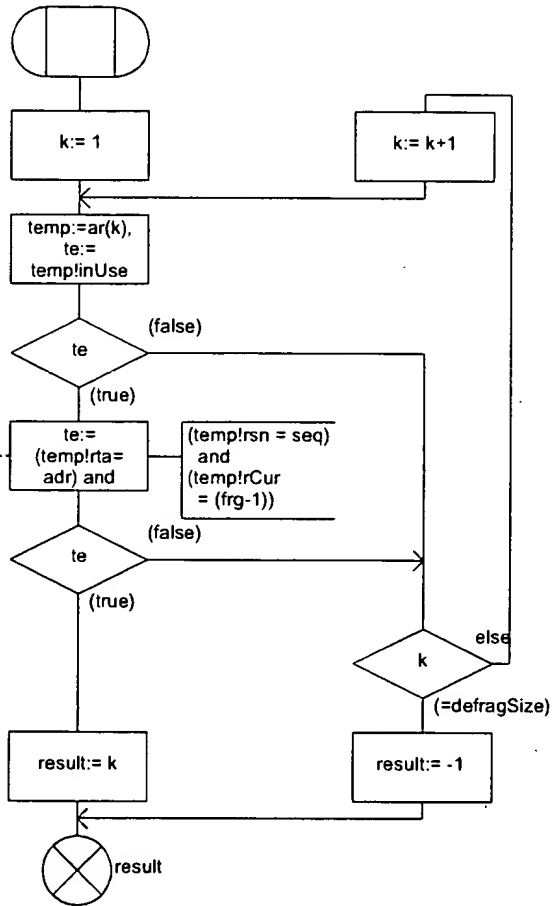 k:= 1
k:= k+1
temp:=ar(k),
te:=
temp!inUse
(false)
te
(true)
te:=
(temp!rta=
adr) and
(temp!rsn = seq)
and
(temp!rCur
= (frg-1))
(false)
te
(true)
else
k
(=defragSize)
result:= k
result:= -1
result